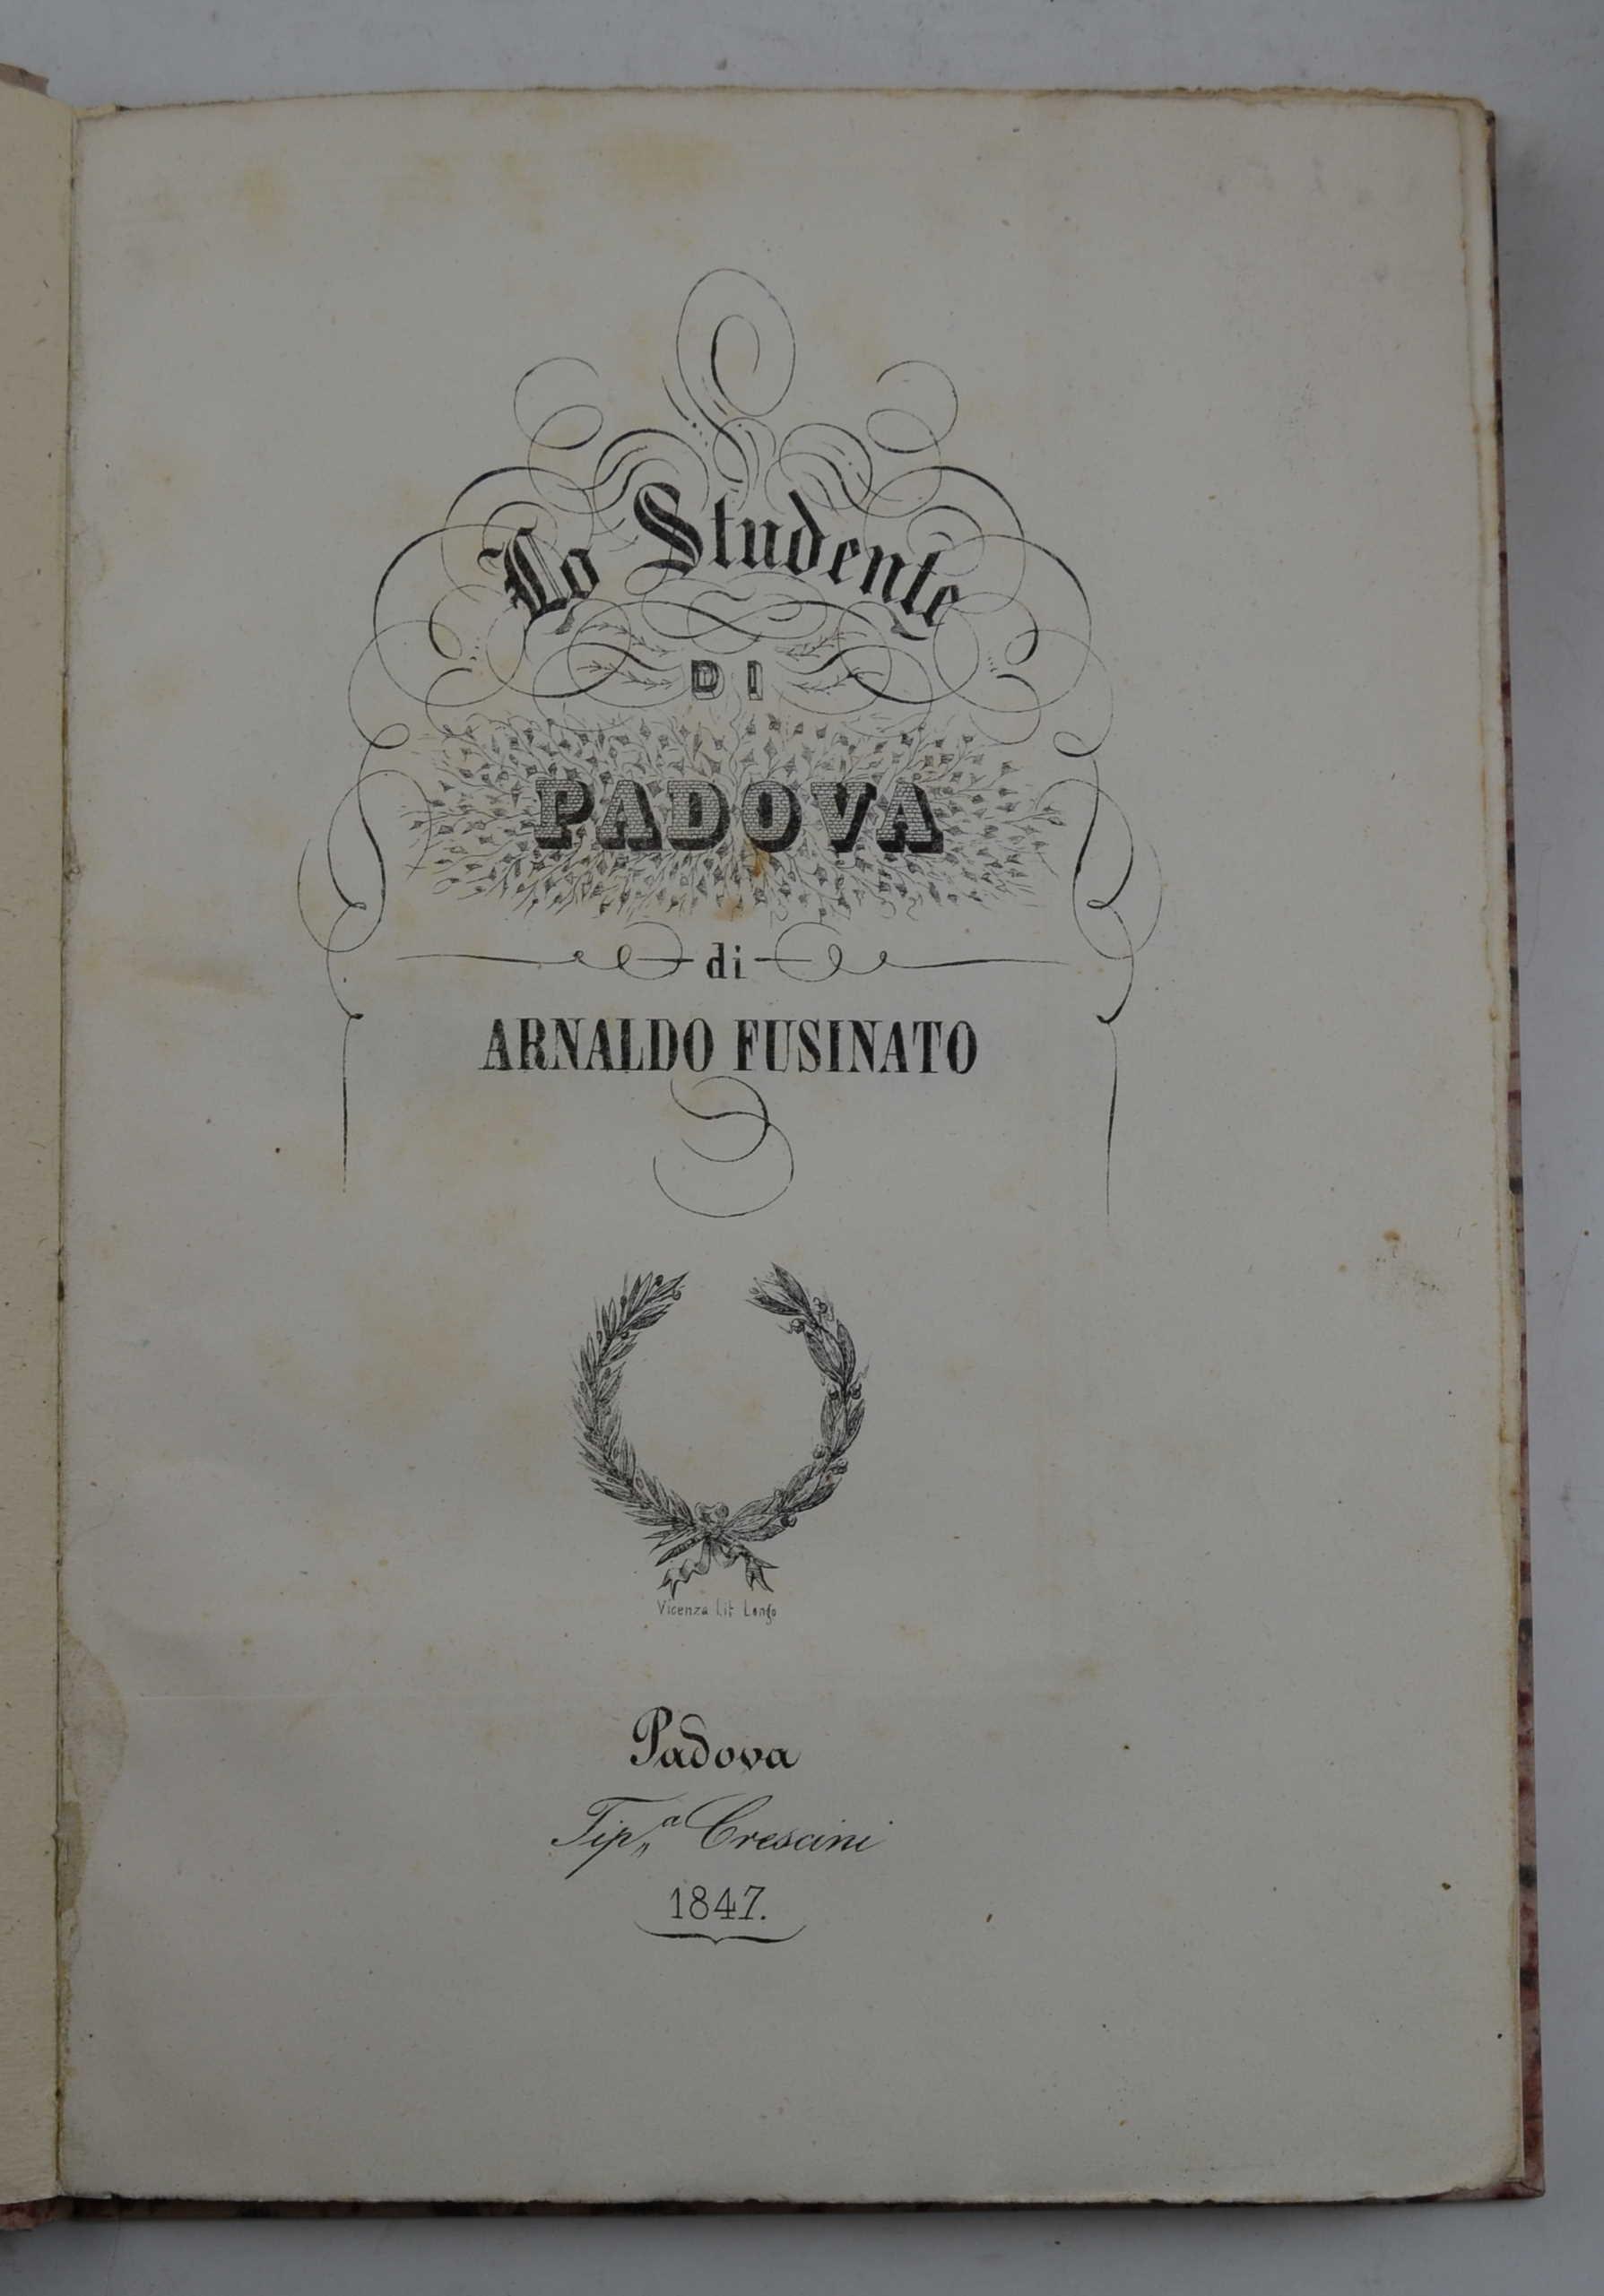 Lo Studente
DI
PADOVA
di
ARNALDO FUSINATO
Vicenza Lit Longo
Padova
Tip.ª Crescini
1847.